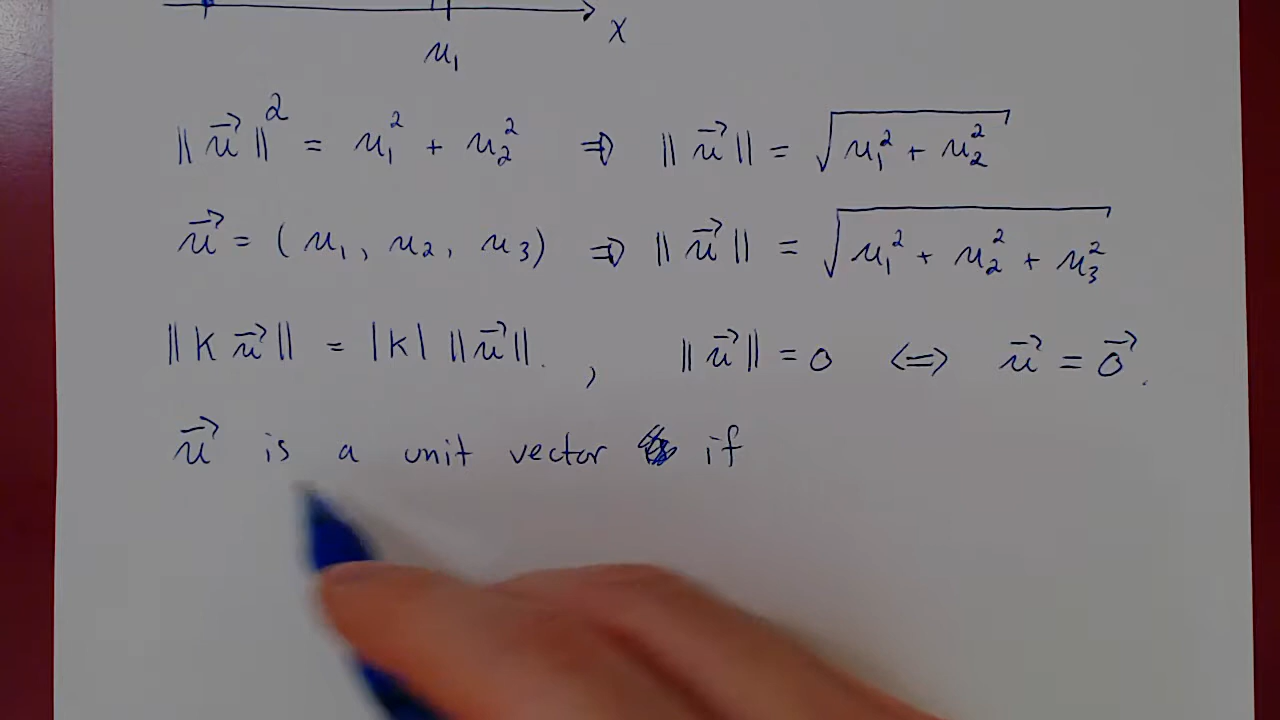 x
u₁
‖u⃗‖² = u₁² + u₂² ⇒ ‖u⃗‖ = √(u₁² + u₂²)
u⃗ = (u₁, u₂, u₃) ⇒ ‖u⃗‖ = √(u₁² + u₂² + u₃²)
‖k u⃗‖ = |k| ‖u⃗‖. , ‖u⃗‖ = 0 ⇔ u⃗ = 0⃗.
u⃗ is a unit vector if